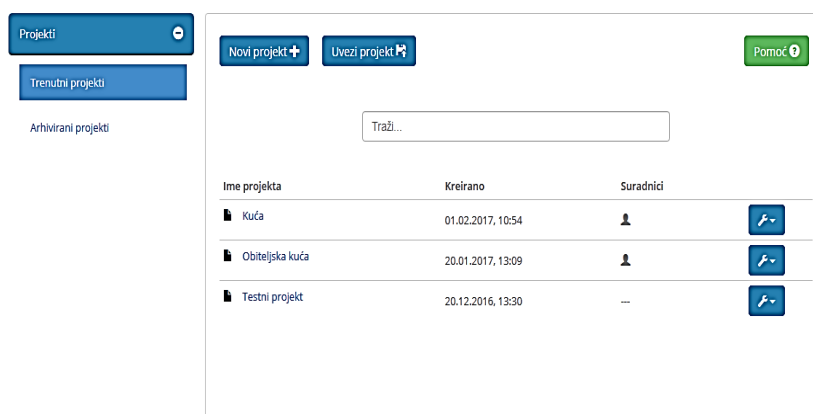 Projekti
Trenutni projekti
Arhivirani projekti
Novi projekt Uvezi projekt Pomoć
Traži...
Ime projekta Kreirano Suradnici
Kuća 01.02.2017, 10:54
Obiteljska kuća 20.01.2017, 13:09
Testni projekt 20.12.2016, 13:30 ---